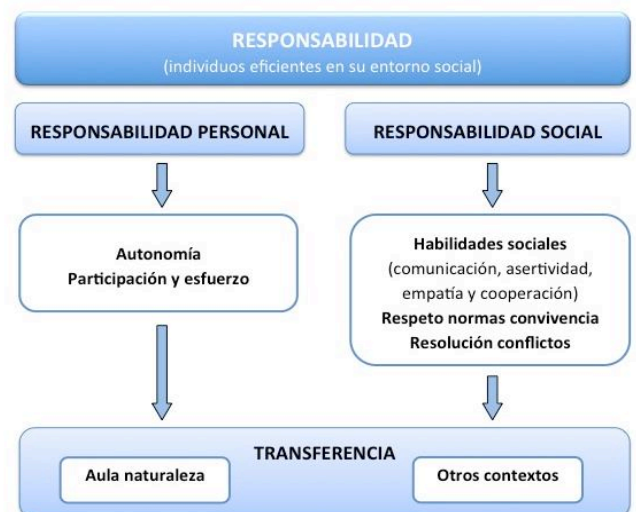 RESPONSABILIDAD
(individuos eficientes en su entorno social)
RESPONSABILIDAD PERSONAL
RESPONSABILIDAD SOCIAL
Autonomía
Participación y esfuerzo
Habilidades sociales
(comunicación, asertividad,
empatía y cooperación)
Respeto normas convivencia
Resolución conflictos
TRANSFERENCIA
Aula naturaleza
Otros contextos